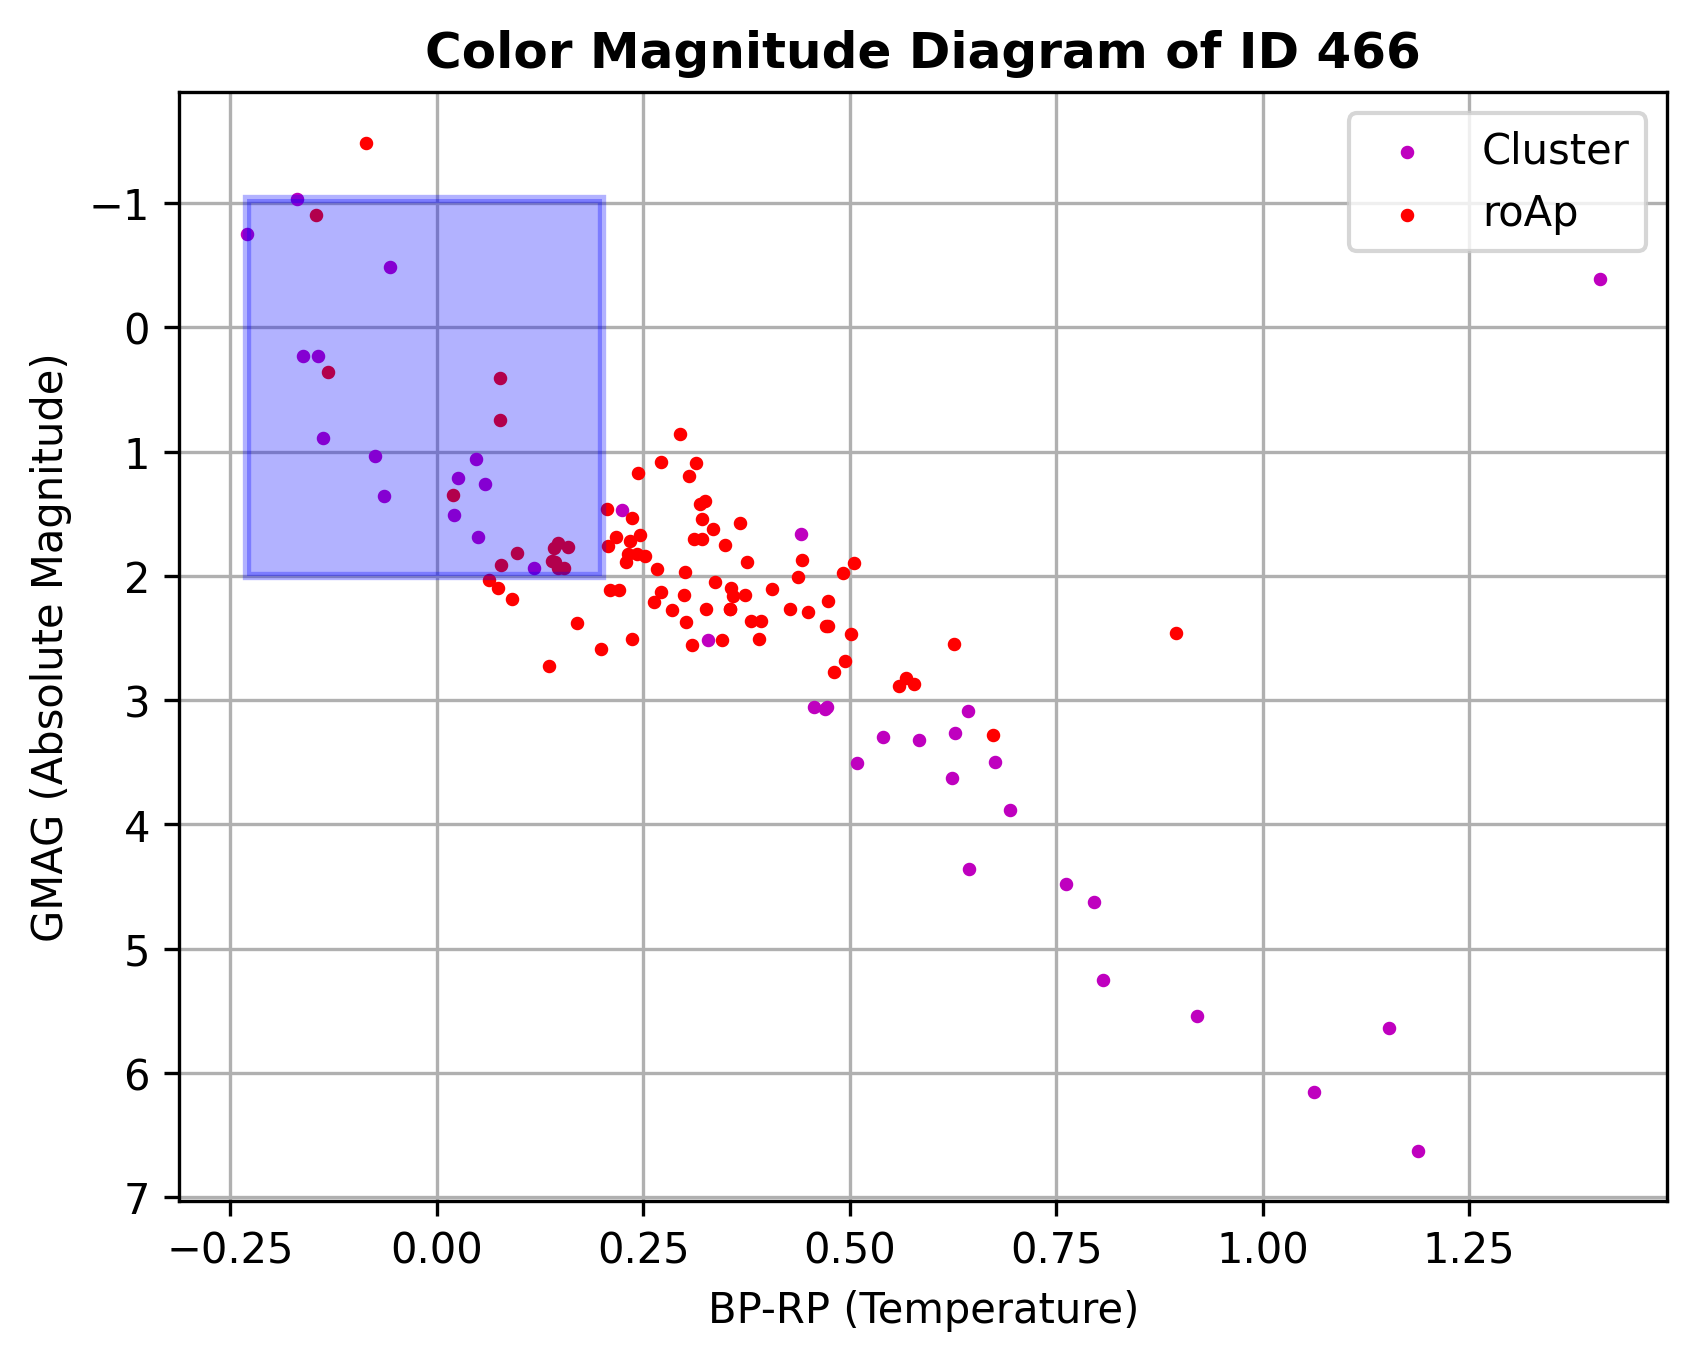 Color Magnitude Diagram of ID 466
Cluster
roAp
−1
0
1
2
3
4
5
6
7
GMAG (Absolute Magnitude)
−0.25 0.00 0.25 0.50 0.75 1.00 1.25
BP-RP (Temperature)